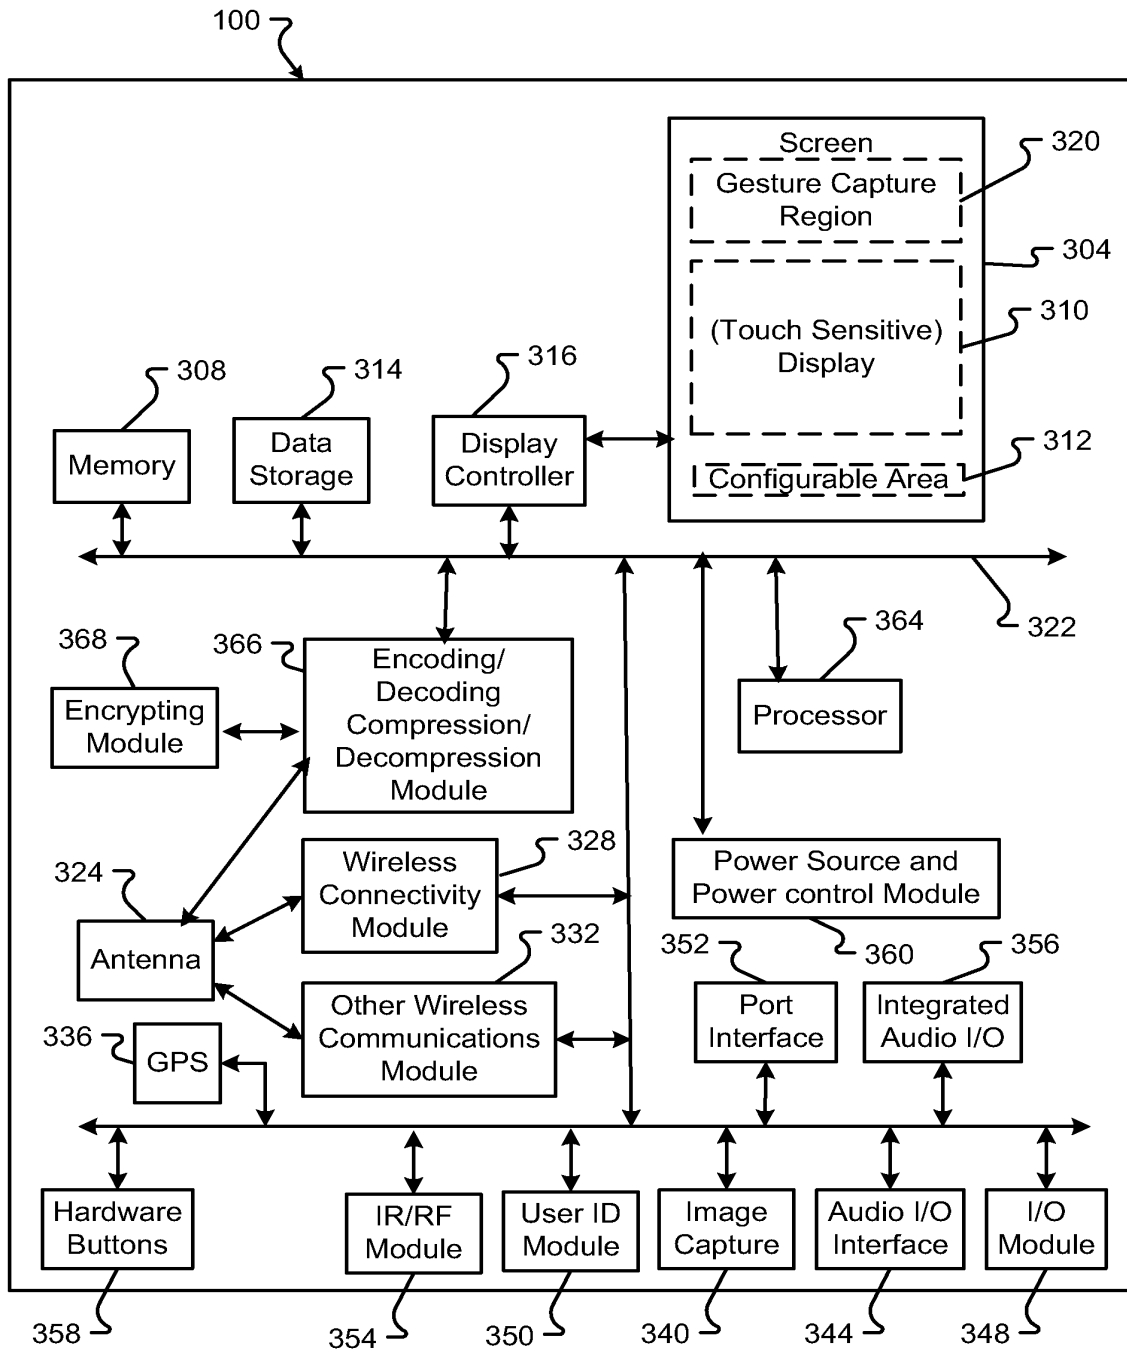 100
Screen
320
Gesture Capture
Region
304
310
(Touch Sensitive)
Display
308
314
316
312
Memory
Data
Storage
Display
Controller
Configurable Area
368
366
364
322
Encrypting
Module
Encoding/
Decoding
Compression/
Decompression
Module
Processor
324
328
Wireless
Connectivity
Module
Power Source and
Power control Module
Antenna
332
352
360
356
Other Wireless
Communications
Module
Port
Interface
Integrated
Audio I/O
336
GPS
Hardware
Buttons
IR/RF
Module
User ID
Module
Image
Capture
Audio I/O
Interface
I/O
Module
358
354
350
340
344
348